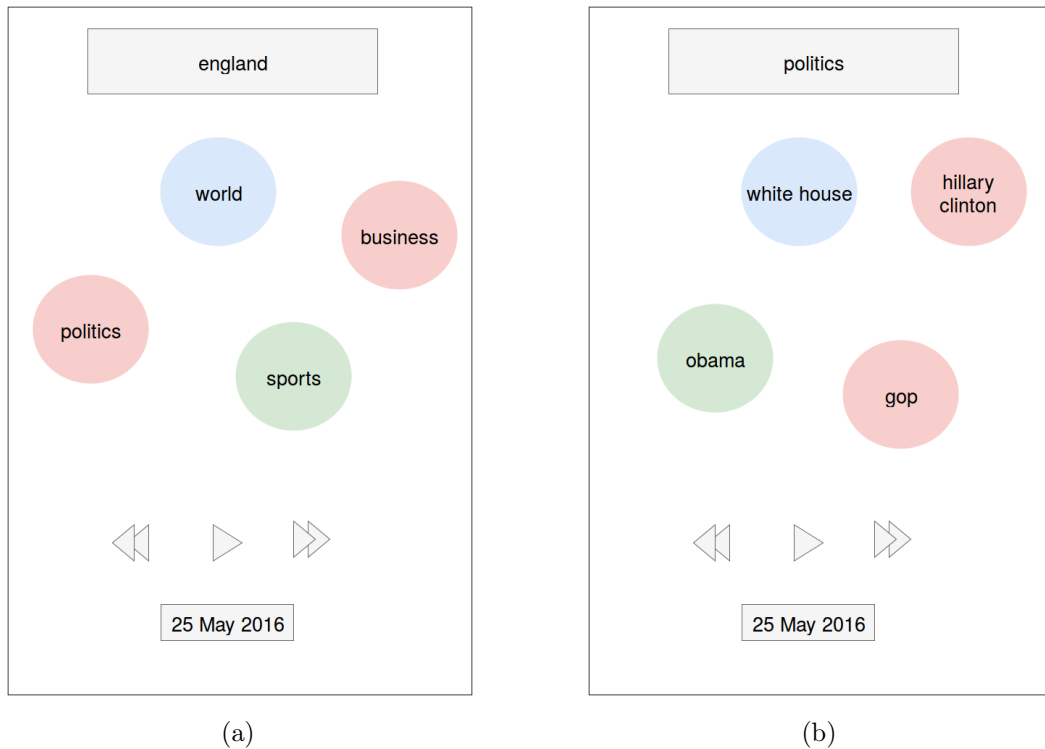 england
world
business
politics
sports
25 May 2016
(a)
politics
white house
hillary
clinton
obama
gop
25 May 2016
(b)